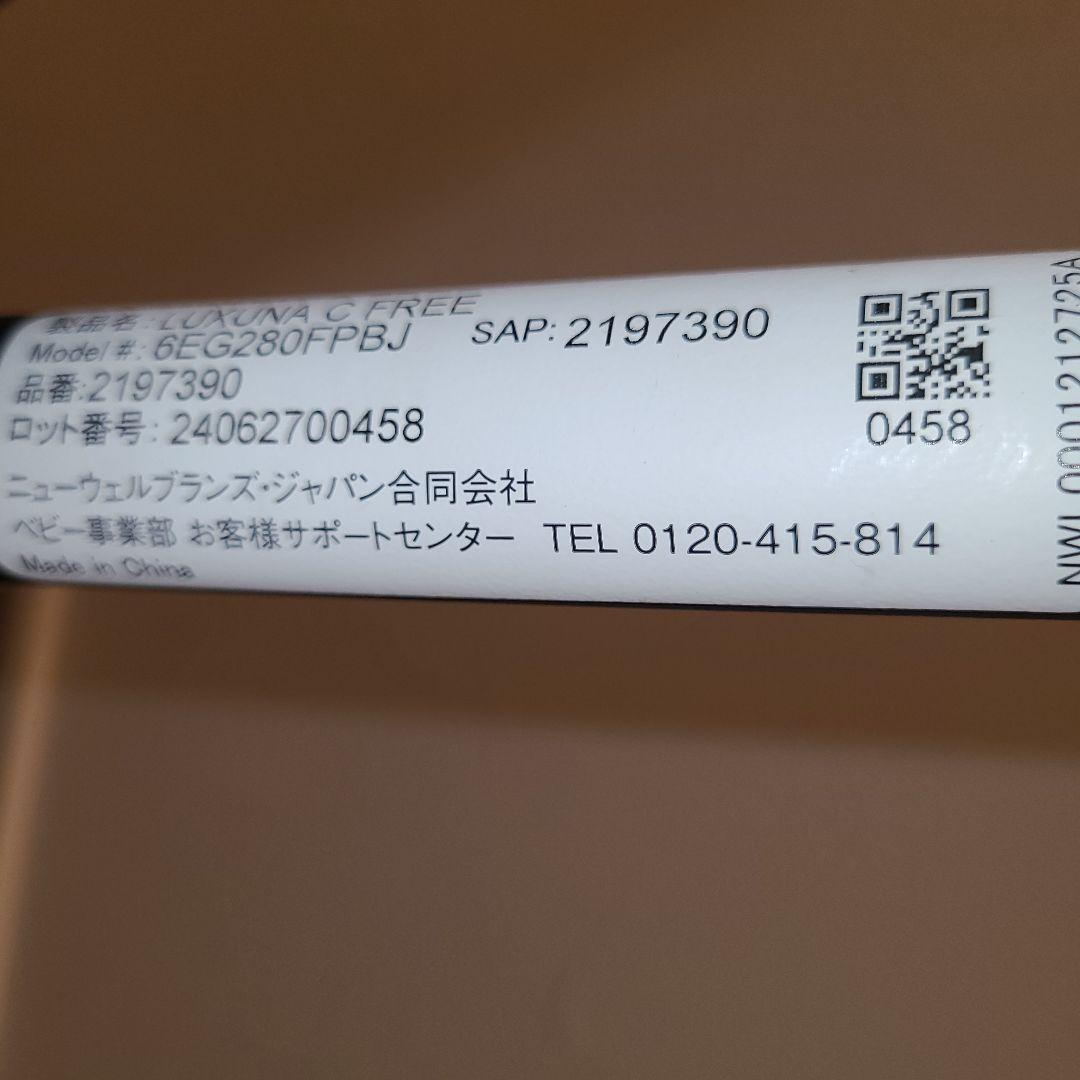 製品名: LUXUNA C FREE
Model #: 6EG280FPBJ SAP: 2197390
品番:2197390
ロット番号: 24062700458
0458
ニューウェルブランズ・ジャパン合同会社
ベビー事業部 お客様サポートセンター TEL 0120-415-814
Made in China
NWL0001212725A